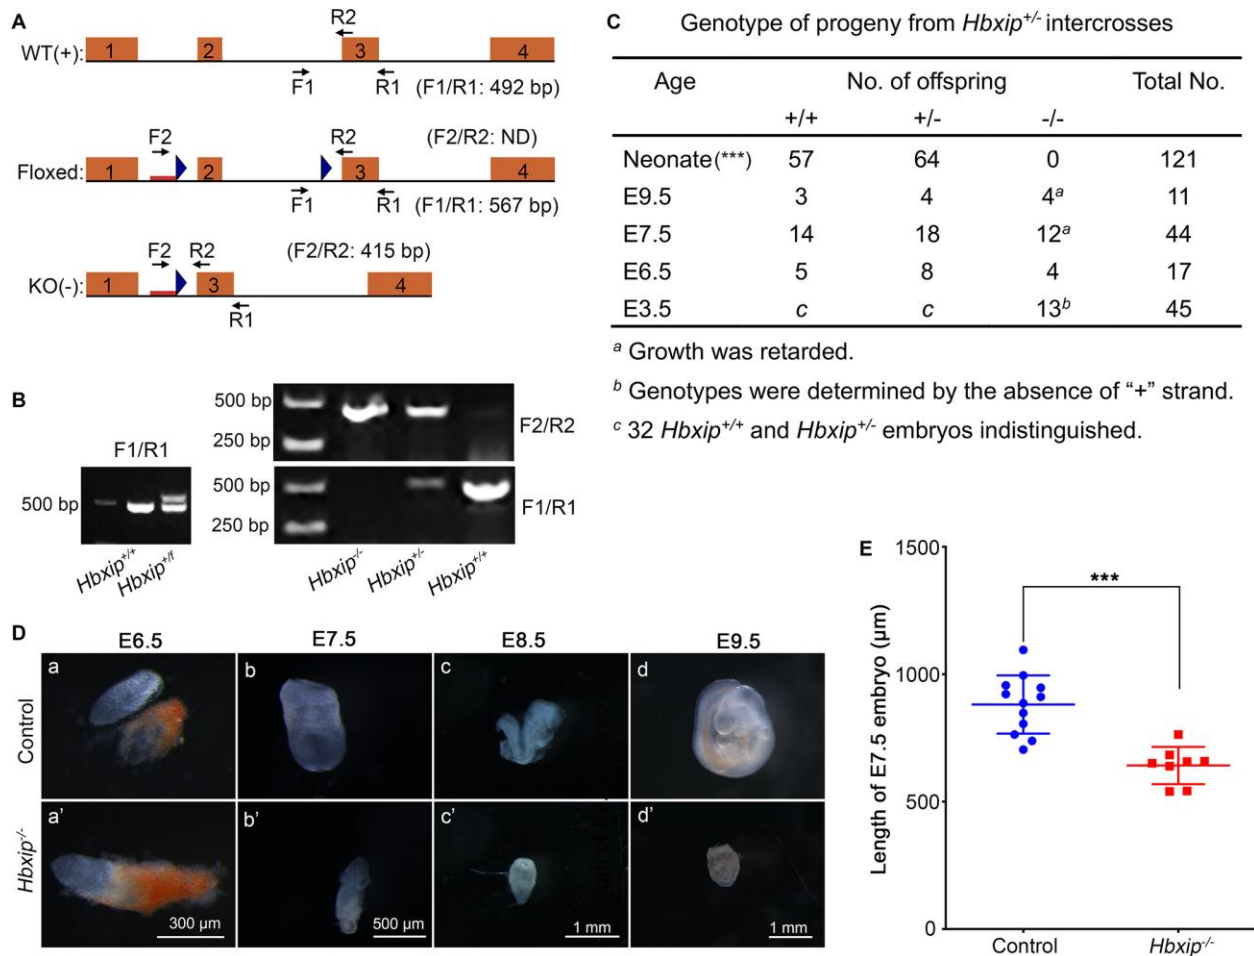 A
WT(+):
1
2
3
4
R2
F1
R1
(F1/R1: 492 bp)
F2
R2
(F2/R2: ND)
Floxed:
1
2
3
4
F1
R1
(F1/R1: 567 bp)
F2
R2
(F2/R2: 415 bp)
KO(-):
1
3
4
R1
B
F1/R1
500 bp
Hbxip+/+
Hbxip+/f
500 bp
250 bp
F2/R2
500 bp
250 bp
F1/R1
Hbxip-/-
Hbxip+/-
Hbxip+/+
C Genotype of progeny from Hbxip+/- intercrosses
Age No. of offspring Total No.
+/+ +/- -/-
Neonate(***) 57 64 0 121
E9.5 3 4 4a 11
E7.5 14 18 12a 44
E6.5 5 8 4 17
E3.5 c c 13b 45
a Growth was retarded.
b Genotypes were determined by the absence of “+” strand.
c 32 Hbxip+/+ and Hbxip+/- embryos indistinguished.
D
E6.5 E7.5 E8.5 E9.5
Control
a b c d
Hbxip-/-
a’ b’ c’ d’
300 µm 500 µm 1 mm 1 mm
E
Length of E7.5 embryo (µm)
1500
1000
500
0
***
Control Hbxip-/-